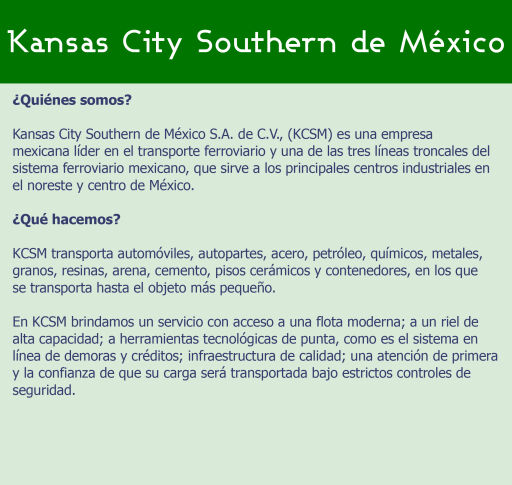 Kansas City Southern de México
¿Quiénes somos?
Kansas City Southern de México S.A. de C.V., (KCSM) es una empresa
mexicana líder en el transporte ferroviario y una de las tres líneas troncales del
sistema ferroviario mexicano, que sirve a los principales centros industriales en
el noreste y centro de México.
¿Qué hacemos?
KCSM transporta automóviles, autopartes, acero, petróleo, químicos, metales,
granos, resinas, arena, cemento, pisos cerámicos y contenedores, en los que
se transporta hasta el objeto más pequeño.
En KCSM brindamos un servicio con acceso a una flota moderna; a un riel de
alta capacidad; a herramientas tecnológicas de punta, como es el sistema en
línea de demoras y créditos; infraestructura de calidad; una atención de primera
y la confianza de que su carga será transportada bajo estrictos controles de
seguridad.